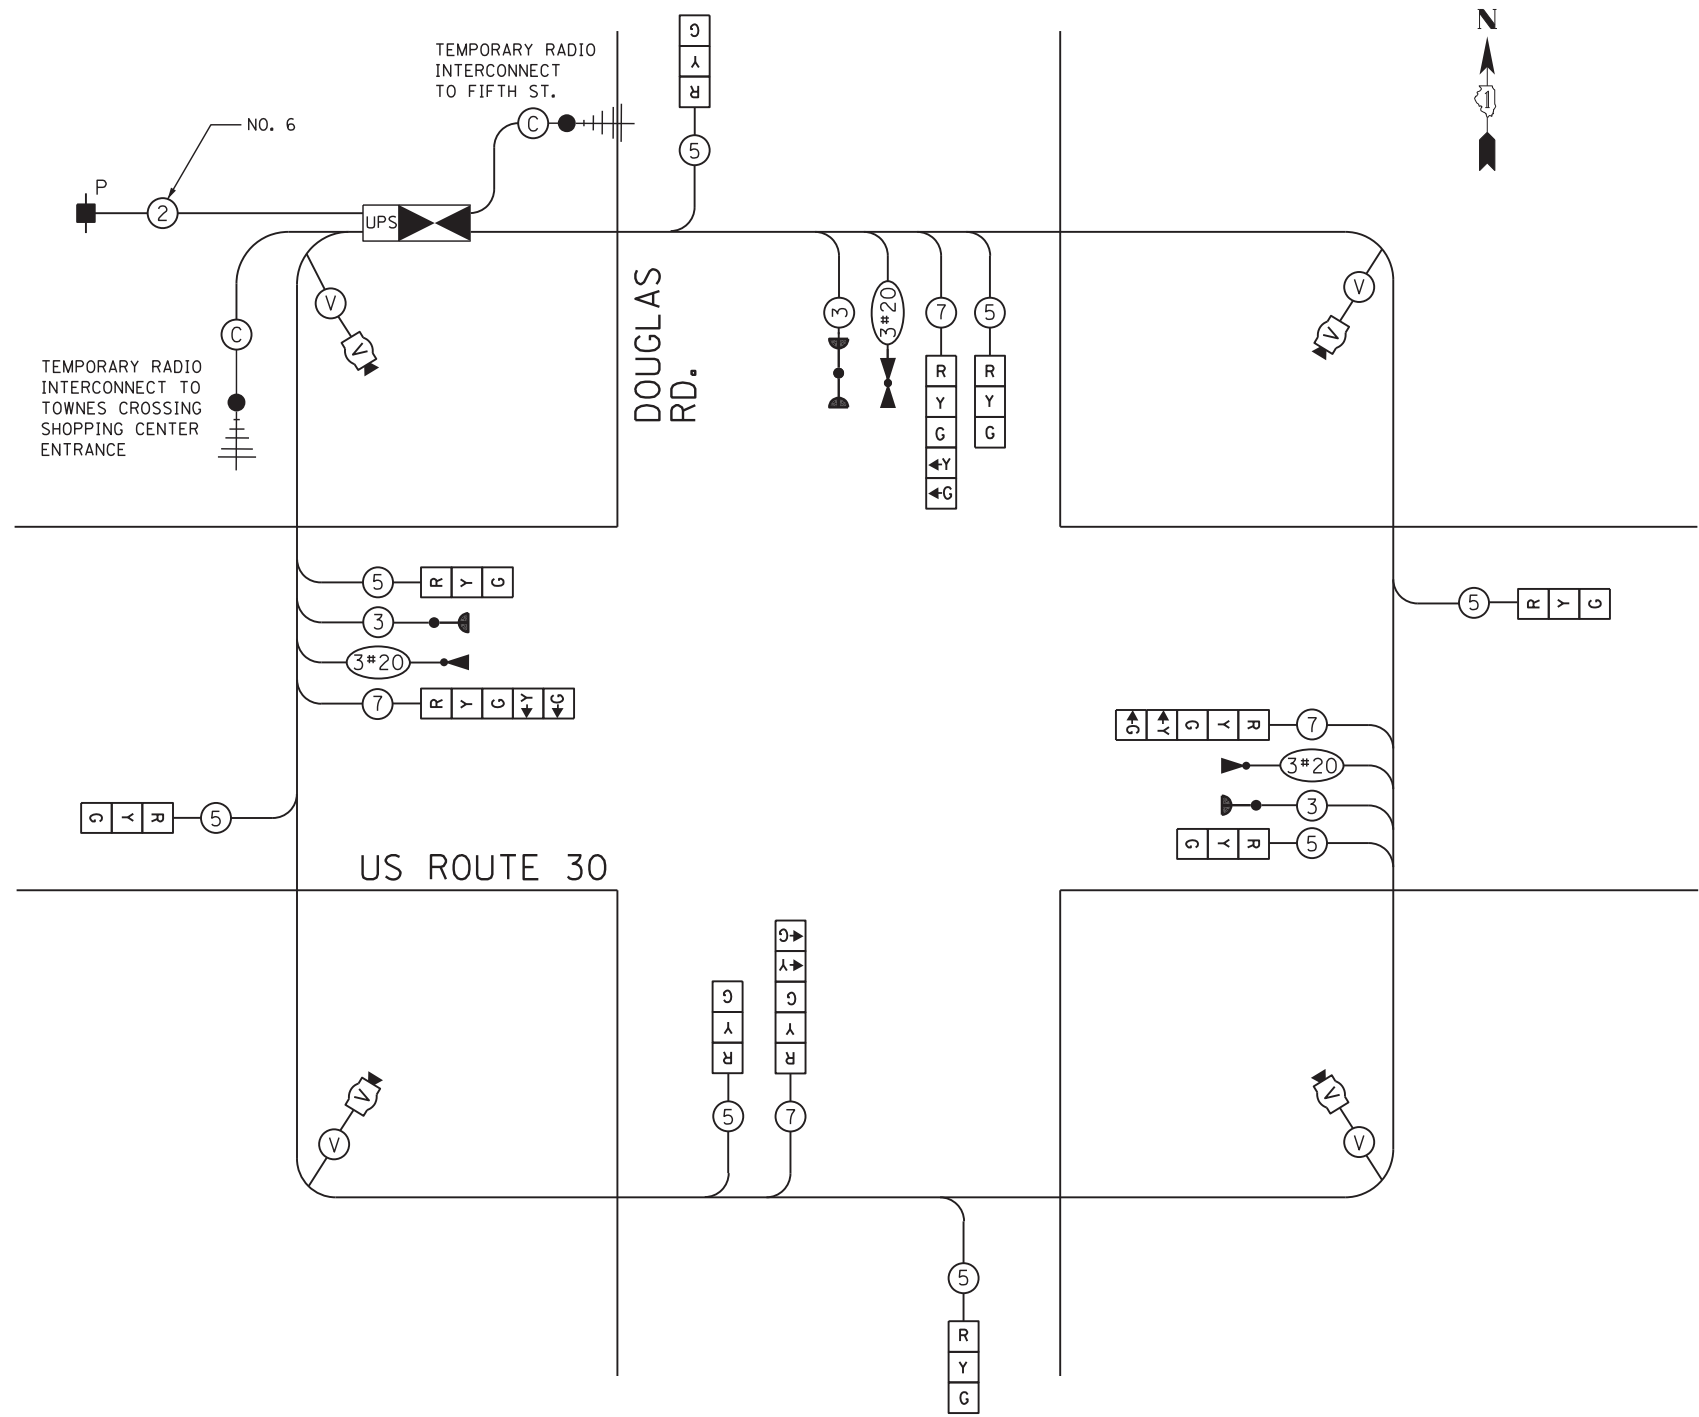 N
1
TEMPORARY RADIO
INTERCONNECT
TO FIFTH ST.
C
G
Y
R
5
NO. 6
P
2
UPS
C
TEMPORARY RADIO
INTERCONNECT TO
TOWNES CROSSING
SHOPPING CENTER
ENTRANCE
V
V
DOUGLAS
RD.
3
3#20
7
R
Y
G
Y
G
5
R
Y
G
V
V
5 R Y G
3
3#20
7 R Y G Y G
G Y R 5
5 R Y G
G Y G Y R 7
3#20
3
G Y R 5
US ROUTE 30
G
Y
R
5
G
Y
G
Y
R
7
V
V
V
V
5
R
Y
G